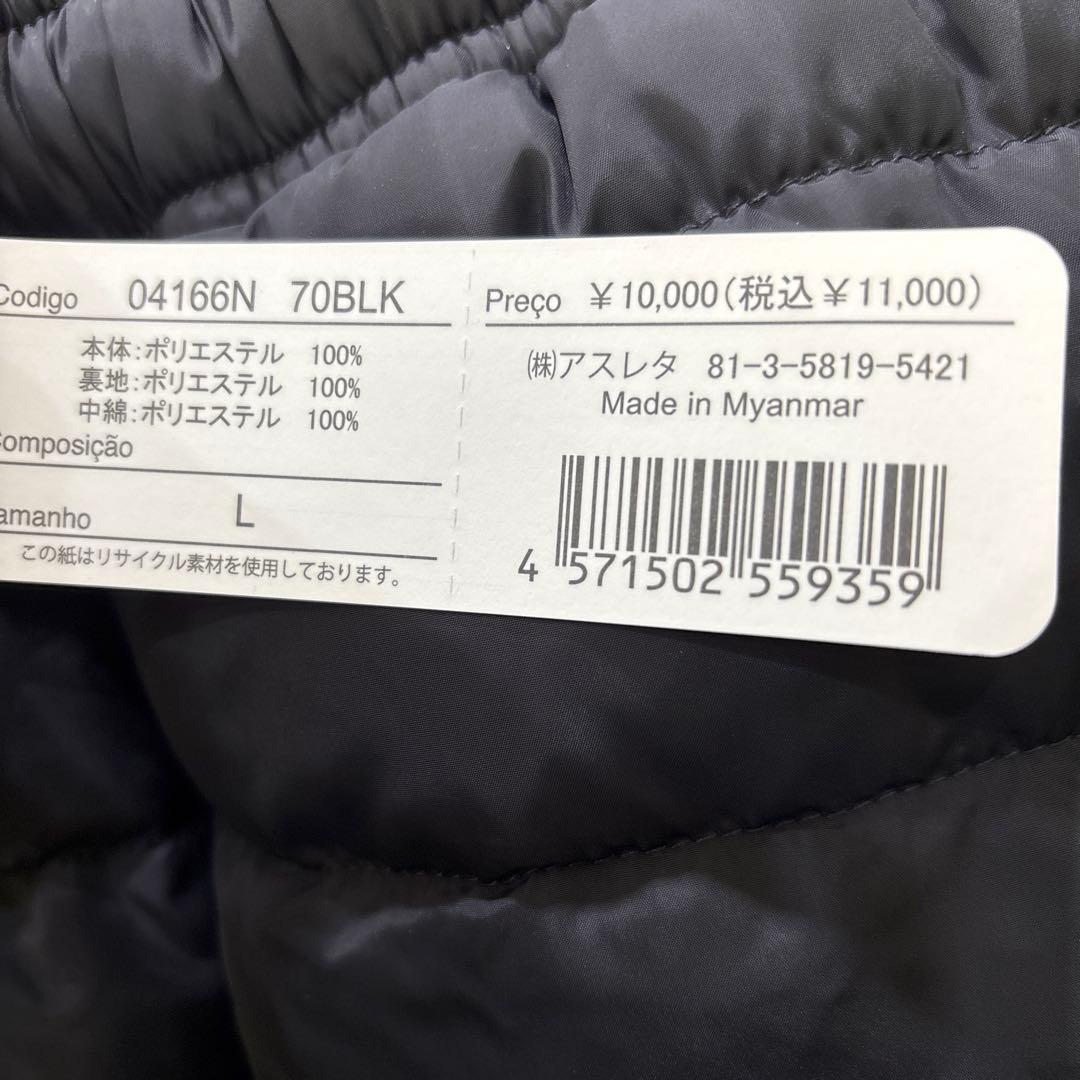 Codigo 04166N 70BLK
本体:ポリエステル 100%
裏地:ポリエステル 100%
中綿:ポリエステル 100%
Composição
Tamanho L
この紙はリサイクル素材を使用しております。
Preço ¥10,000(税込¥11,000)
㈱アスレタ 81-3-5819-5421
Made in Myanmar
4 571502 559359